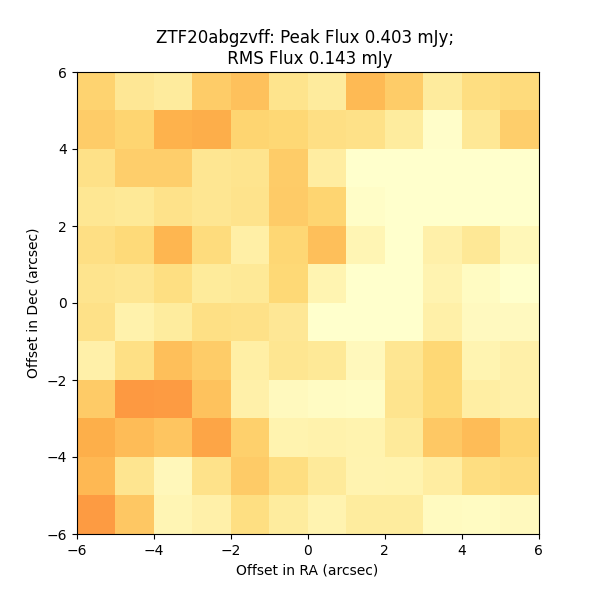 ZTF20abgzvff: Peak Flux 0.403 mJy;
RMS Flux 0.143 mJy
6
4
2
0
−2
−4
−6
Offset in Dec (arcsec)
−6 −4 −2 0 2 4 6
Offset in RA (arcsec)